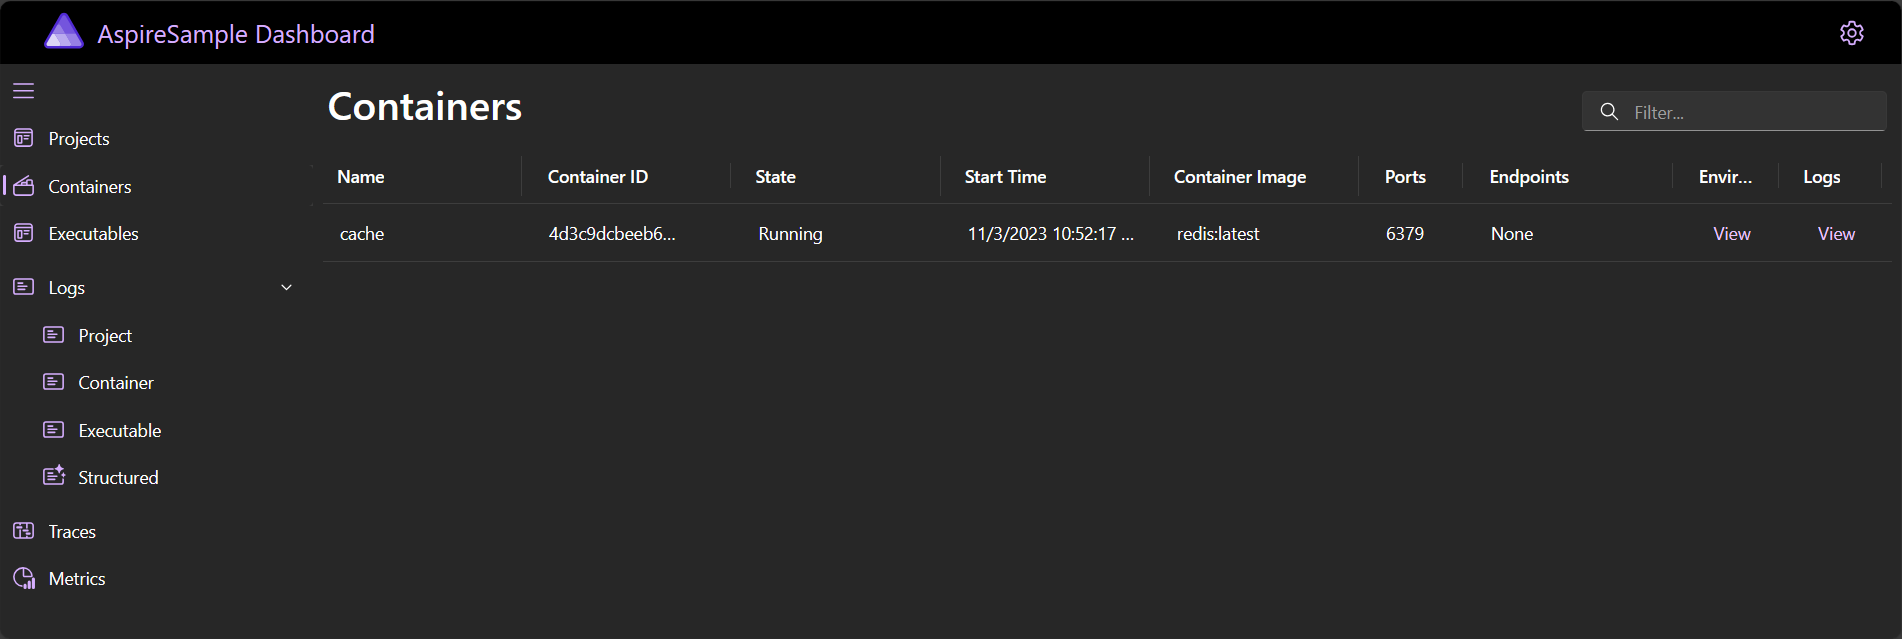 AspireSample Dashboard
Containers
Filter...
Projects
Containers
Executables
Logs
Project
Container
Executable
Structured
Traces
Metrics
Name Container ID State Start Time Container Image Ports Endpoints Envir... Logs
cache 4d3c9dcbeeb6... Running 11/3/2023 10:52:17 ... redis:latest 6379 None View View